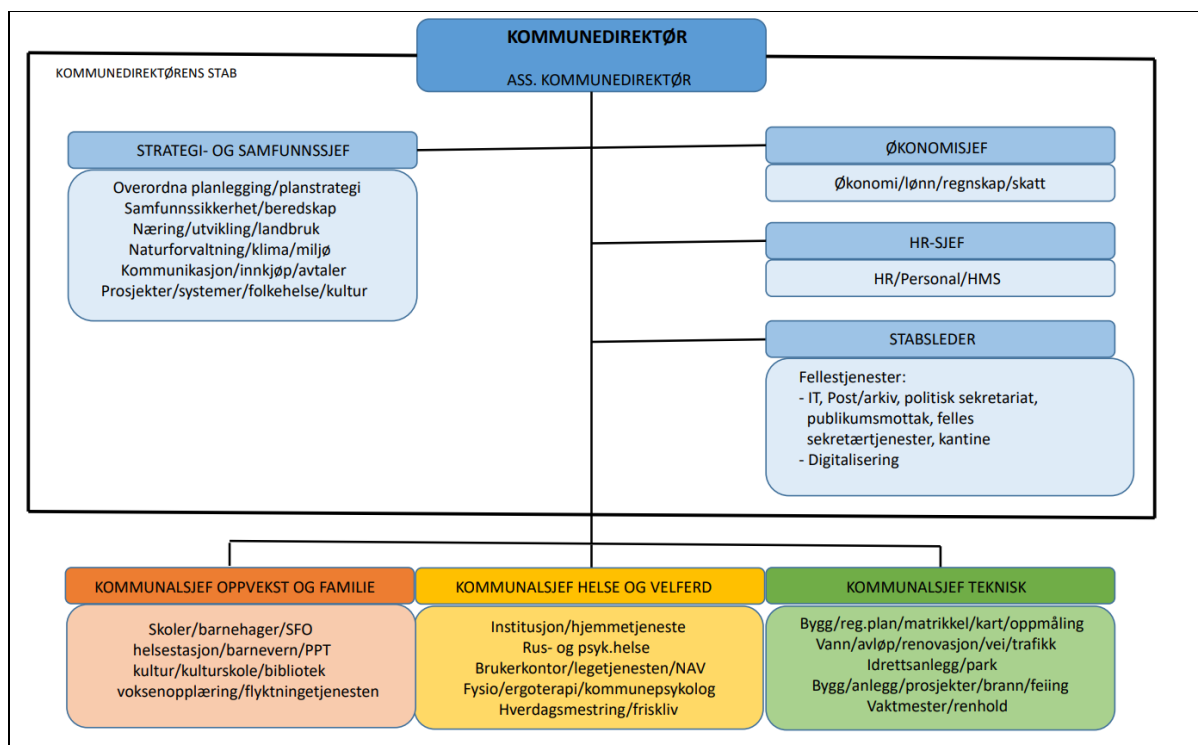 KOMMUNEDIREKTØR
ASS. KOMMUNEDIREKTØR
KOMMUNEDIREKTØRENS STAB
STRATEGI- OG SAMFUNNSSJEF
Overordna planlegging/planstrategi
Samfunnssikkerhet/beredskap
Næring/utvikling/landbruk
Naturforvaltning/klima/miljø
Kommunikasjon/innkjøp/avtaler
Prosjekter/systemer/folkehelse/kultur
ØKONOMISJEF
Økonomi/lønn/regnskap/skatt
HR-SJEF
HR/Personal/HMS
STABSLEDER
Fellestjenester:
- IT, Post/arkiv, politisk sekretariat,
publikumsmottak, felles
sekretærtjenester, kantine
- Digitalisering
KOMMUNALSJEF OPPVEKST OG FAMILIE
Skoler/barnehager/SFO
helsestasjon/barnevern/PPT
kultur/kulturskole/bibliotek
voksenopplæring/flyktningetjenesten
KOMMUNALSJEF HELSE OG VELFERD
Institusjon/hjemmetjeneste
Rus- og psyk.helse
Brukerkontor/legetjenesten/NAV
Fysio/ergoterapi/kommunepsykolog
Hverdagsmestring/friskliv
KOMMUNALSJEF TEKNISK
Bygg/reg.plan/matrikkel/kart/oppmåling
Vann/avløp/renovasjon/vei/trafikk
Idrettsanlegg/park
Bygg/anlegg/prosjekter/brann/feiing
Vaktmester/renhold